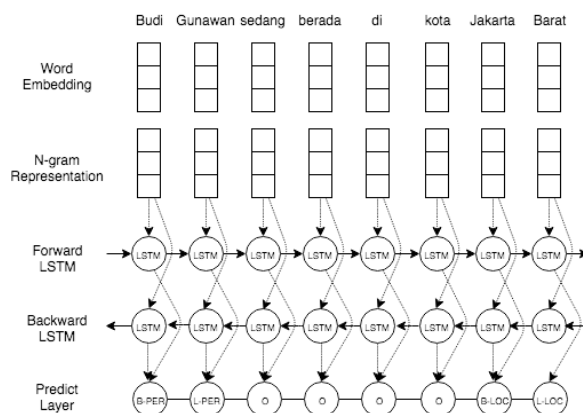 Budi Gunawan sedang berada di kota Jakarta Barat
Word
Embedding
N-gram
Representation
Forward
LSTM
LSTM LSTM LSTM LSTM LSTM LSTM LSTM LSTM
Backward
LSTM
LSTM LSTM LSTM LSTM LSTM LSTM LSTM LSTM
Predict
Layer
B-PER L-PER O O O O B-LOC L-LOC